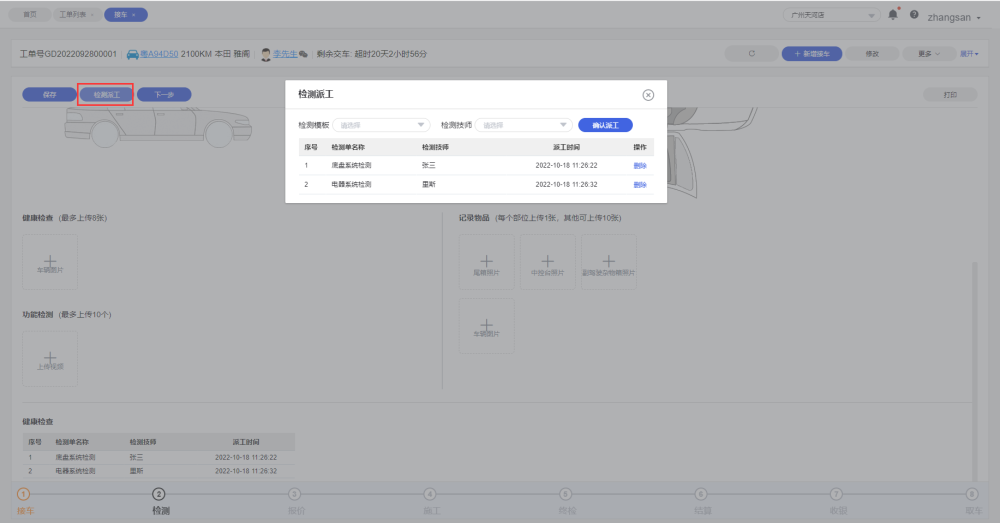 首页 工单列表 × 接车 ×
广州天河店 zhangsan
工单号GD2022092800001 粤A94D50 2100KM 本田 雅阁 李先生 剩余交车: 超时20天2小时56分
+ 新增接车 修改 更多 展开
保存 检测派工 下一步 打印
检测派工
检测模板 请选择 检测技师 请选择 确认派工
序号 检测单名称 检测技师 派工时间 操作
1 底盘系统检测 张三 2022-10-18 11:26:22 删除
2 电器系统检测 里斯 2022-10-18 11:26:32 删除
健康检查 (最多上传8张)
车辆图片
记录物品 (每个部位上传1张, 其他可上传10张)
尾箱照片 中控台照片 副驾驶杂物箱照片
车辆图片
功能检测 (最多上传10个)
上传视频
健康检查
序号 检测单名称 检测技师 派工时间
1 底盘系统检测 张三 2022-10-18 11:26:22
2 电器系统检测 里斯 2022-10-18 11:26:32
1 2 3 4 5 6 7 8
接车 检测 报价 施工 终检 结算 收银 取车